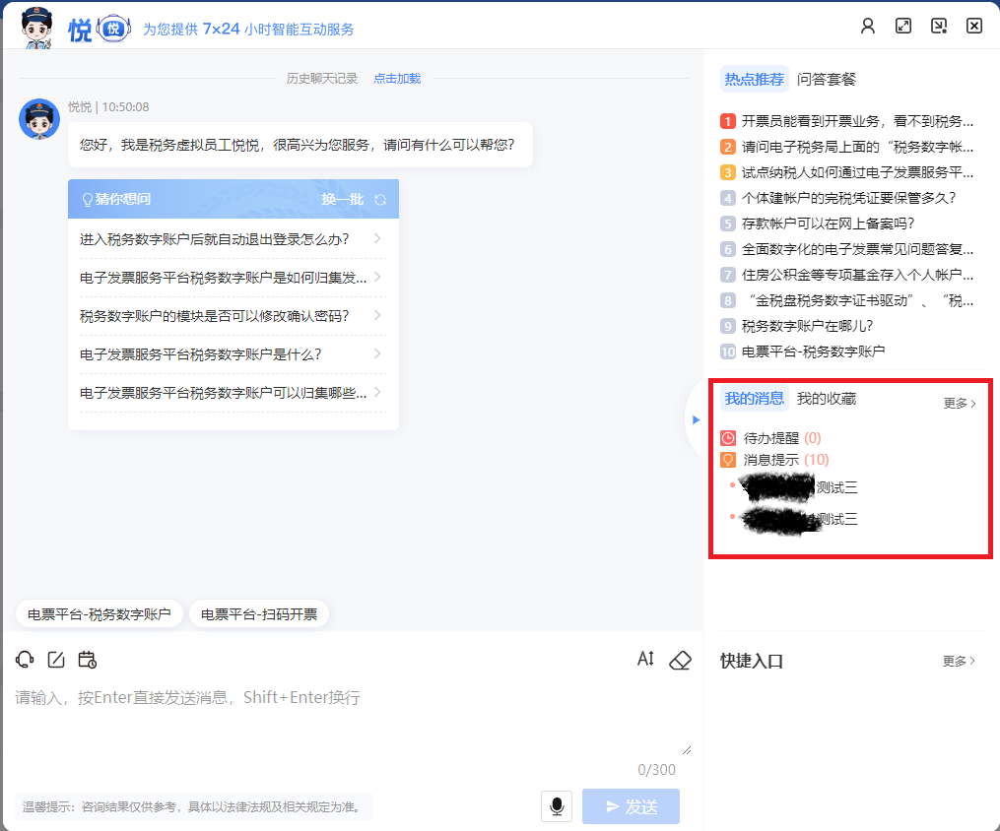 悦 悦 为您提供 7×24 小时智能互动服务
历史聊天记录 点击加载
悦悦 | 10:50:08
您好，我是税务虚拟员工悦悦，很高兴为您服务，请问有什么可以帮您？
猜你想问 换一批
进入税务数字账户后就自动退出登录怎么办？
电子发票服务平台税务数字账户是如何归集发...
税务数字账户的模块是否可以修改确认密码？
电子发票服务平台税务数字账户是什么？
电子发票服务平台税务数字账户可以归集哪些...
电票平台-税务数字账户 电票平台-扫码开票
请输入，按Enter直接发送消息，Shift+Enter换行
0/300
温馨提示：咨询结果仅供参考，具体以法律法规及相关规定为准。
发送
热点推荐 问答套餐
1 开票员能看到开票业务，看不到税务...
2 请问电子税务局上面的“税务数字帐...
3 试点纳税人如何通过电子发票服务平...
4 个体建帐户的完税凭证要保管多久？
5 存款帐户可以在网上备案吗？
6 全面数字化的电子发票常见问题答复...
7 住房公积金等专项基金存入个人帐户...
8 “金税盘税务数字证书驱动”、“税...
9 税务数字账户在哪儿？
10 电票平台-税务数字账户
我的消息 我的收藏 更多
待办提醒 (0)
消息提示 (10)
测试三
测试三
快捷入口 更多